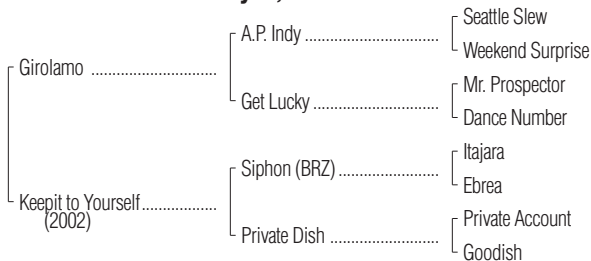 Seattle Slew
A.P. Indy ................................
Weekend Surprise
Girolamo ..............................
Mr. Prospector
Get Lucky ..............................
Dance Number
Itajara
Siphon (BRZ) ........................
Ebrea
Keepit to Yourself..................
(2002)
Private Account
Private Dish ..........................
Goodish